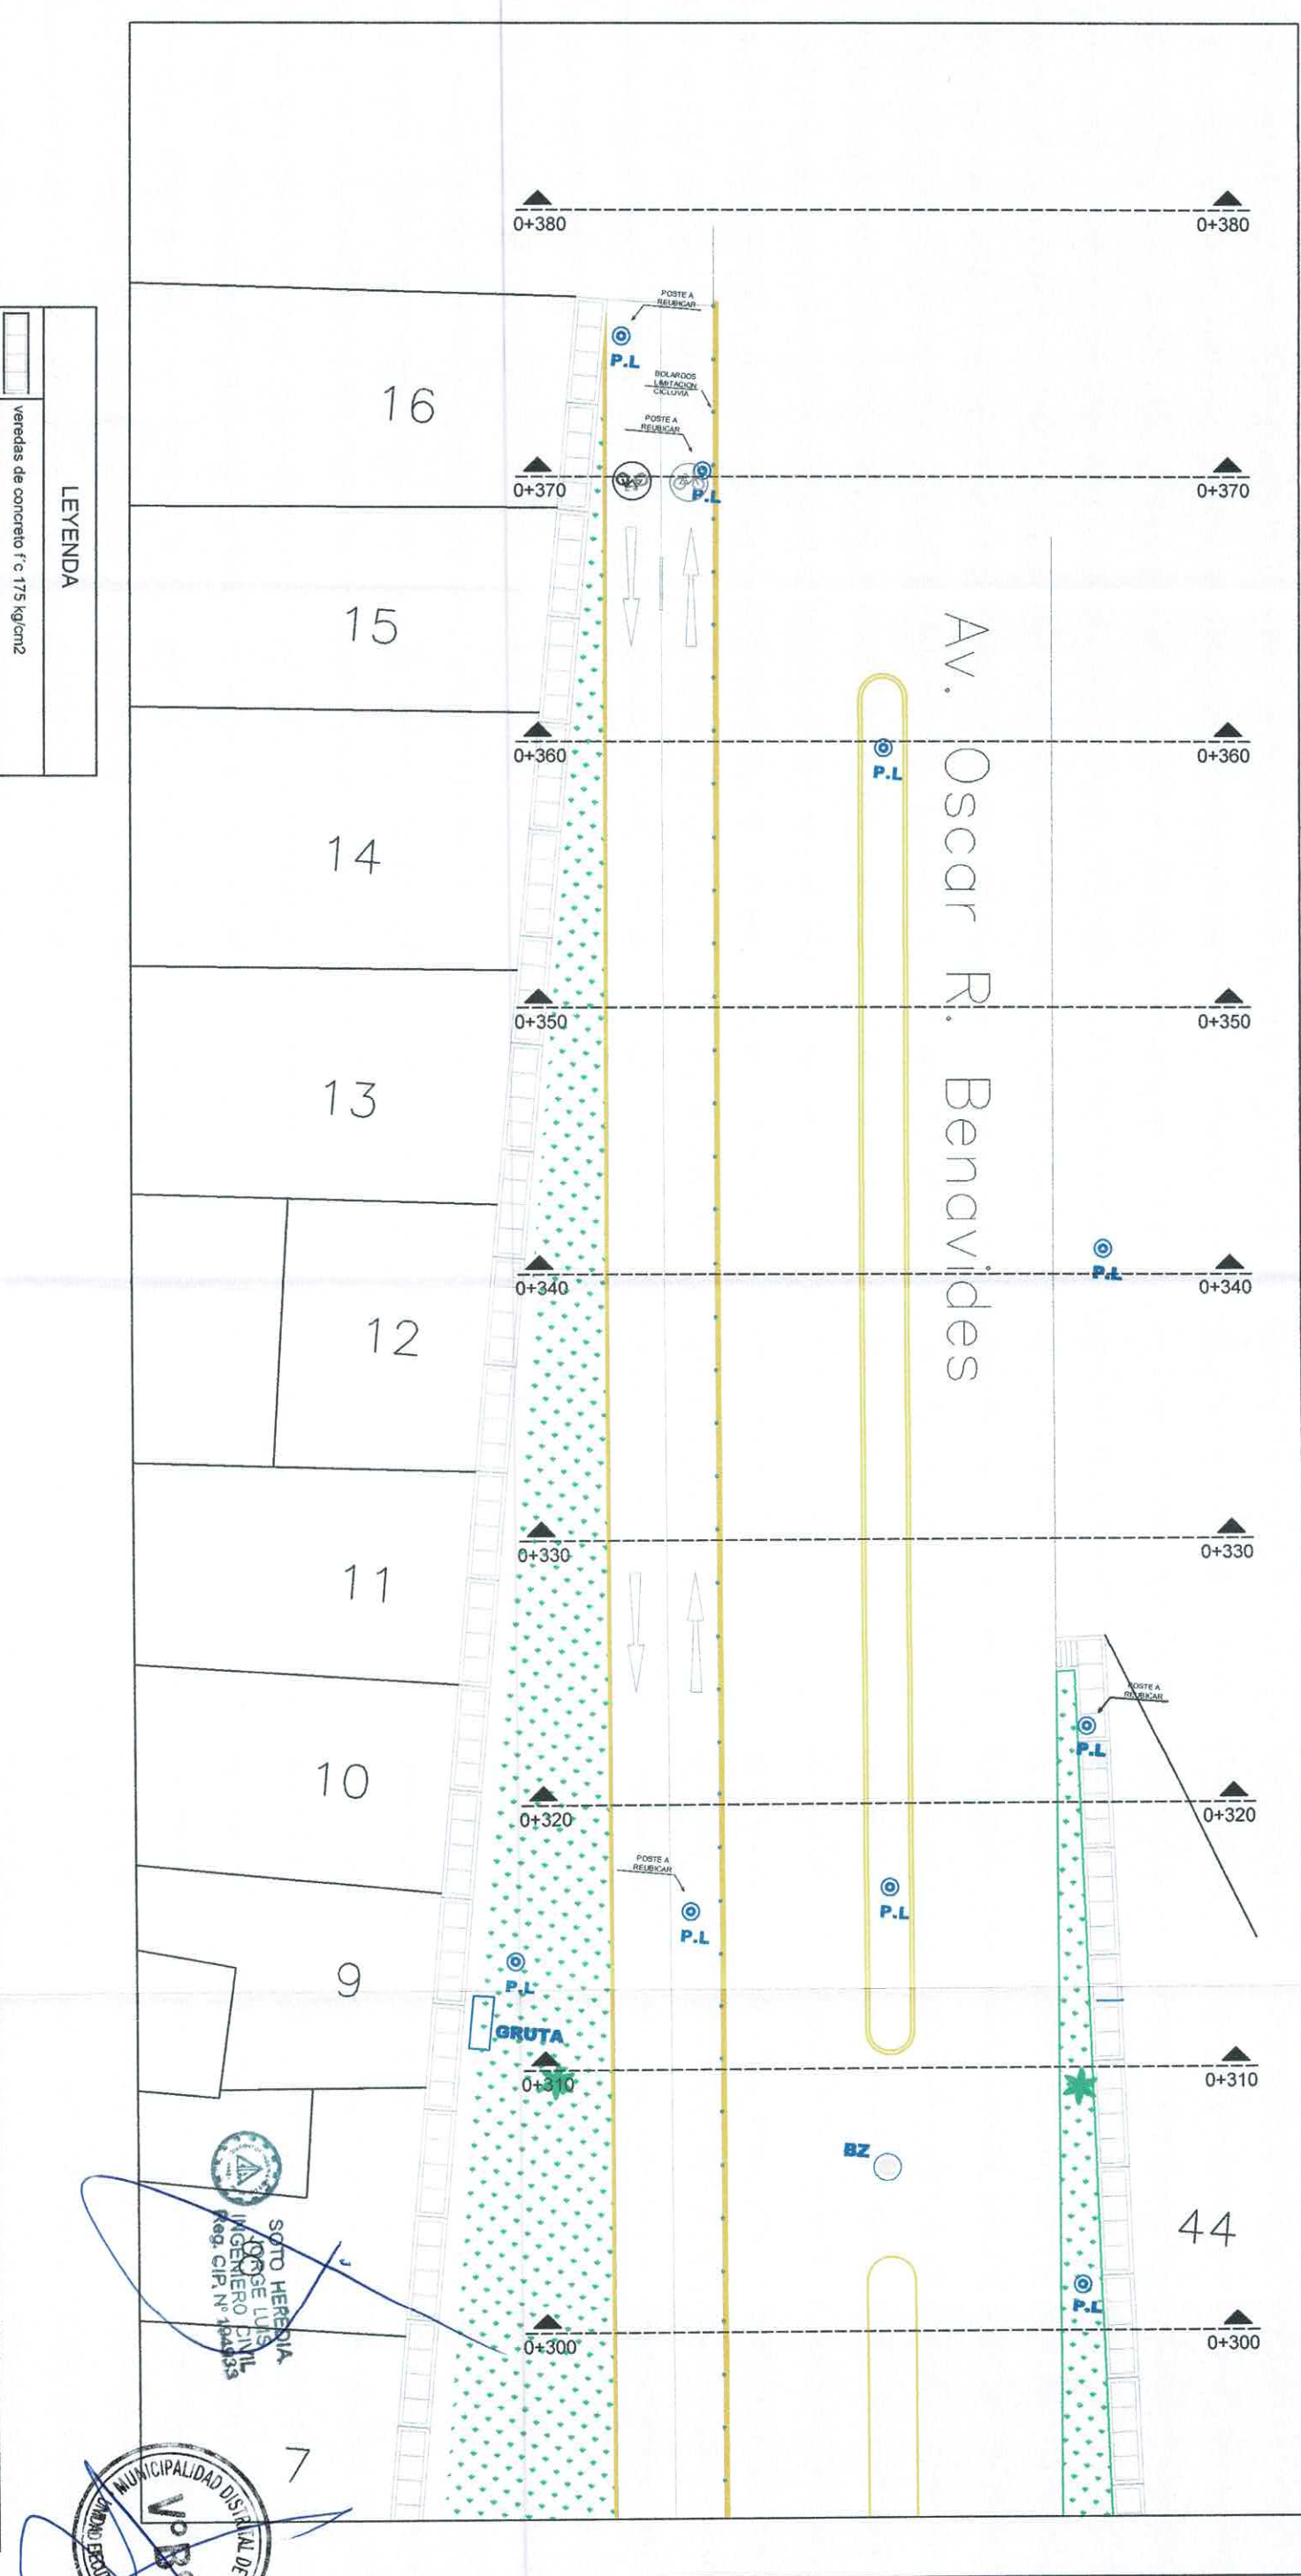 0+380
0+380
POSTE A
REUBICAR
P.L
16
BOLARDOS
LIMITACION
CICLOVIA
POSTE A
REUBICAR
P.L
0+370
0+370
15
Av. Oscar R. Benavides
0+360
0+360
P.L
14
0+350
0+350
13
P.L
0+340
0+340
12
0+330
0+330
11
POSTE A
REUBICAR
P.L
10
0+320
0+320
POSTE A
REUBICAR
P.L
P.L
9
P.L
GRUTA
0+310
0+310
BZ
44
P.L
0+300
0+300
7
LEYENDA
veredas de concreto f'c 175 kg/cm2
SOTO HEREDIA
JORGE LUIS
INGENIERO CIVIL
Reg. CIP. N°
8
MUNICIPALIDAD DISTRITAL DE
V°B°